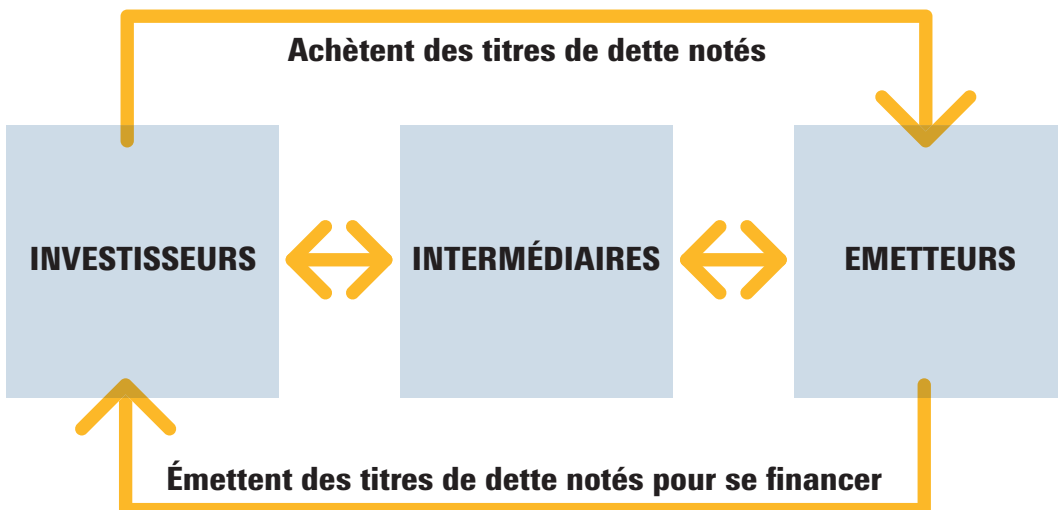 Achètent des titres de dette notés
INVESTISSEURS
INTERMÉDIAIRES
EMETTEURS
Émettent des titres de dette notés pour se financer